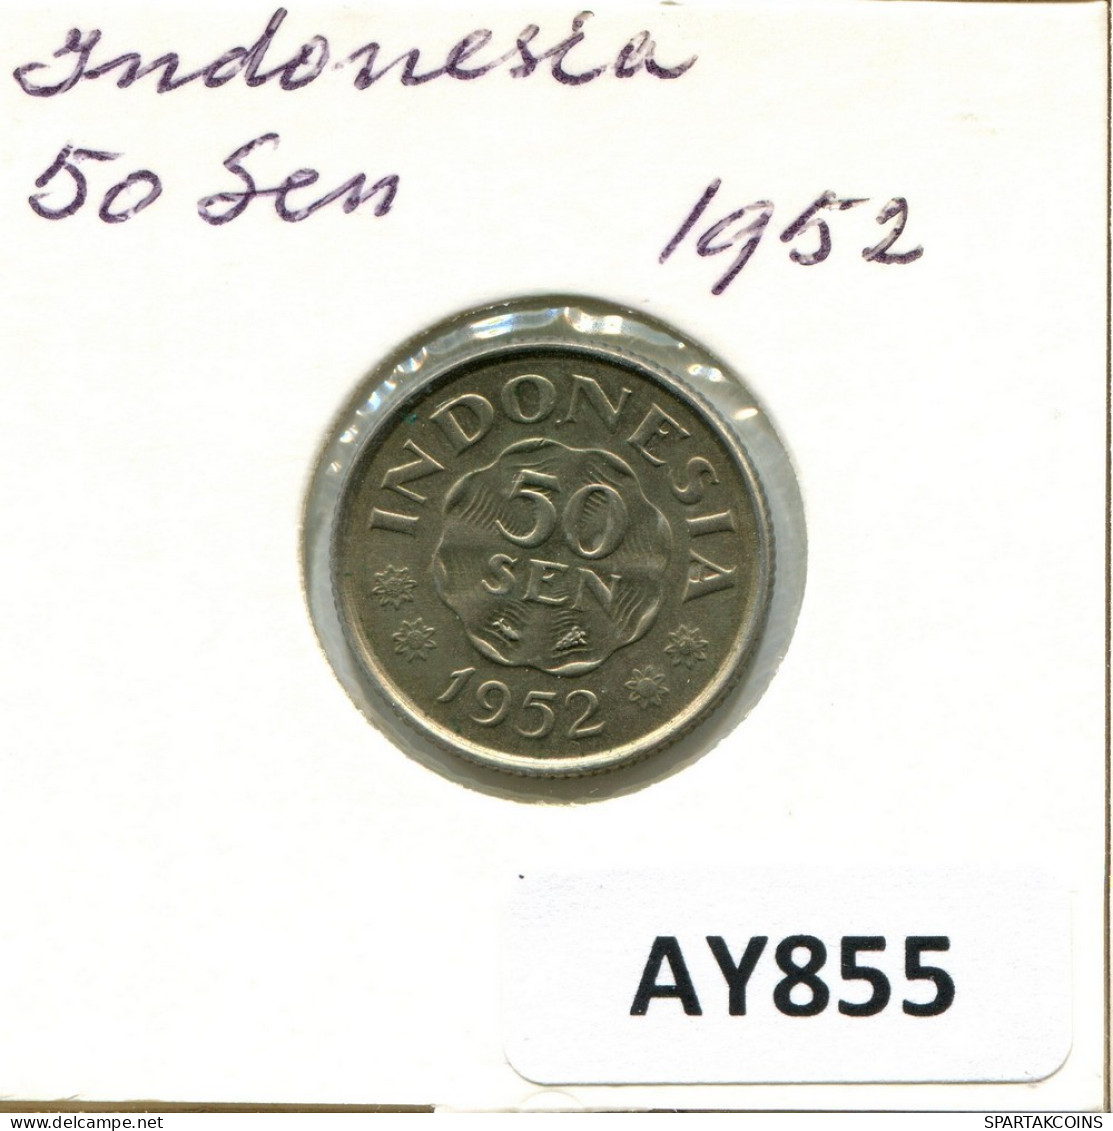 Indonesia
50 Sen
1952
INDONESIA
50
SEN
1952
AY855
SPARTAKCOINS